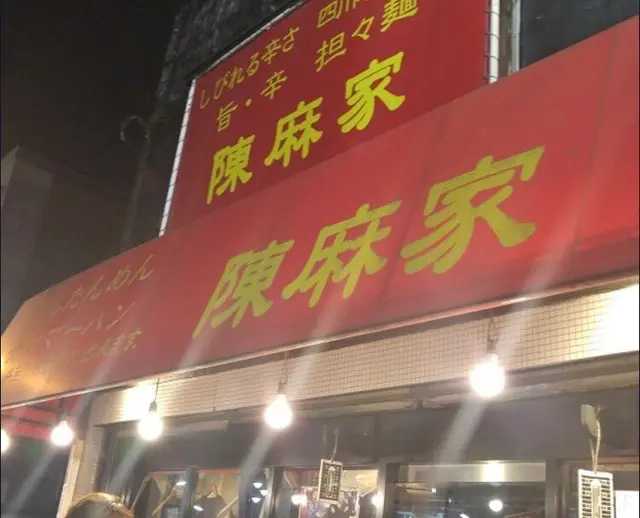 しびれる辛さ 四川
旨・辛 担々麺
陳麻家
陳麻家
たんめん
マーハン